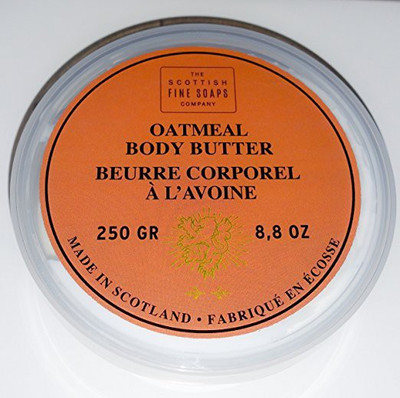 THE
SCOTTISH
FINE SOAPS
COMPANY
OATMEAL
BODY BUTTER
BEURRE CORPOREL
À L'AVOINE
250 GR 8,8 OZ
MADE IN SCOTLAND • FABRIQUÉ EN ÉCOSSE